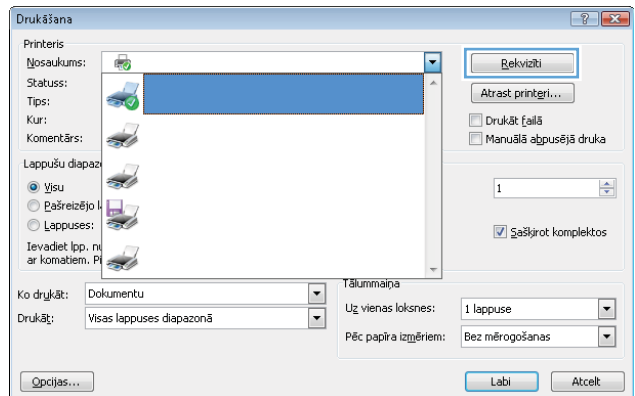 Drukāšana
Printeris
Nosaukums:
Rekvizīti
Statuss:
Tips:
Atrast printeri...
Kur:
Drukāt failā
Komentārs:
Manuālā abpusējā druka
Lappušu diapaz
Visu
1
Pašreizējo l
Lappuses:
Sašķirot komplektos
Ievadiet lpp. nu
ar komatiem. Pi
Tālummaiņa
Ko drukāt: Dokumentu
Uz vienas loksnes: 1 lappuse
Drukāt: Visas lappuses diapazonā
Pēc papīra izmēriem: Bez mērogošanas
Opcijas...
Labi
Atcelt